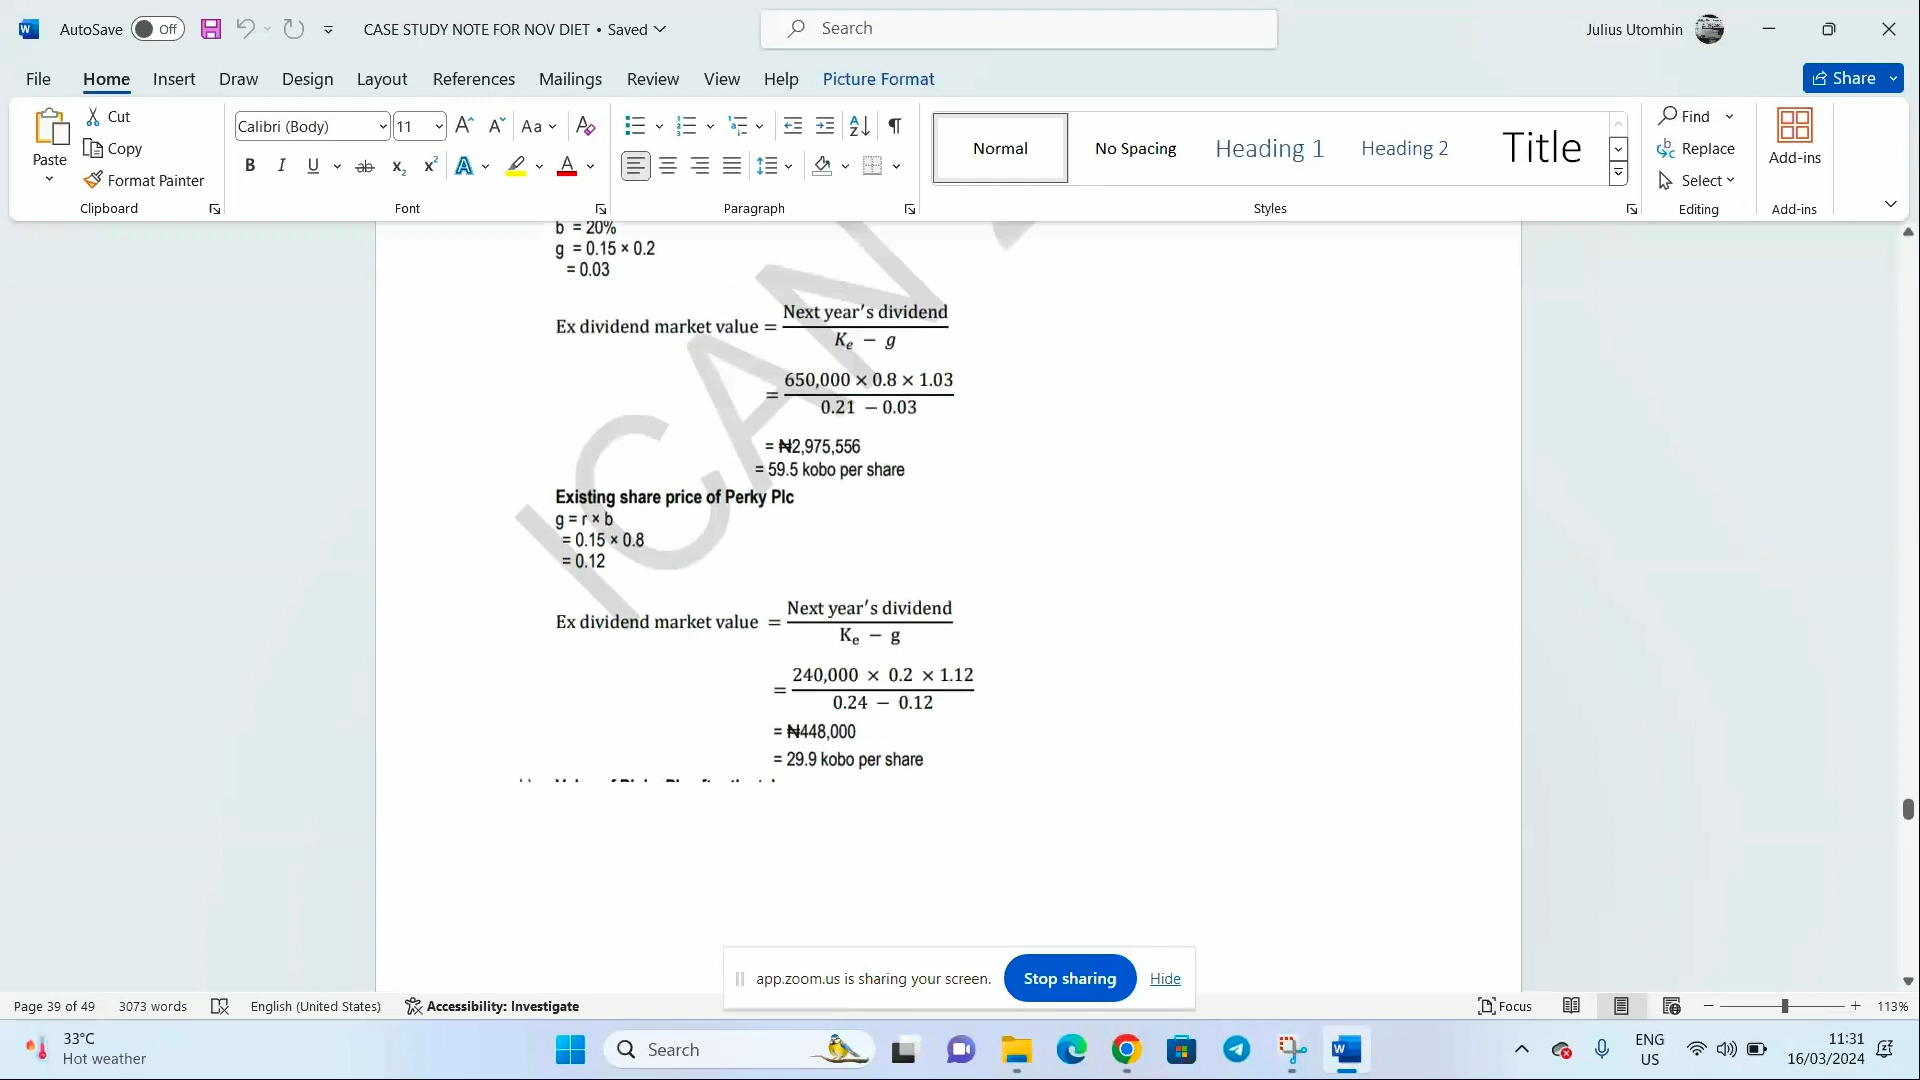 AutoSave Off CASE STUDY NOTE FOR NOV DIET • Saved Search Julius Utomhin
File Home Insert Draw Design Layout References Mailings Review View Help Picture Format Share
Paste Cut Copy Format Painter
Calibri (Body) 11 Aa
B I U ab x₂ x² A A
Normal No Spacing Heading 1 Heading 2 Title
Find Replace Select Add-ins
Clipboard Font Paragraph Styles Editing Add-ins
b = 20%
g = 0.15 × 0.2
= 0.03
Ex dividend market value = Next year's dividend
Kₑ − g
= 650,000 × 0.8 × 1.03
0.21 − 0.03
= ₦2,975,556
= 59.5 kobo per share
Existing share price of Perky Plc
g = r × b
= 0.15 × 0.8
= 0.12
Ex dividend market value = Next year's dividend
Kₑ − g
= 240,000 × 0.2 × 1.12
0.24 − 0.12
= ₦448,000
= 29.9 kobo per share
ICAN
app.zoom.us is sharing your screen. Stop sharing Hide
Page 39 of 49 3073 words English (United States) Accessibility: Investigate Focus 113%
33°C
Hot weather
Search
ENG
US
11:31
16/03/2024